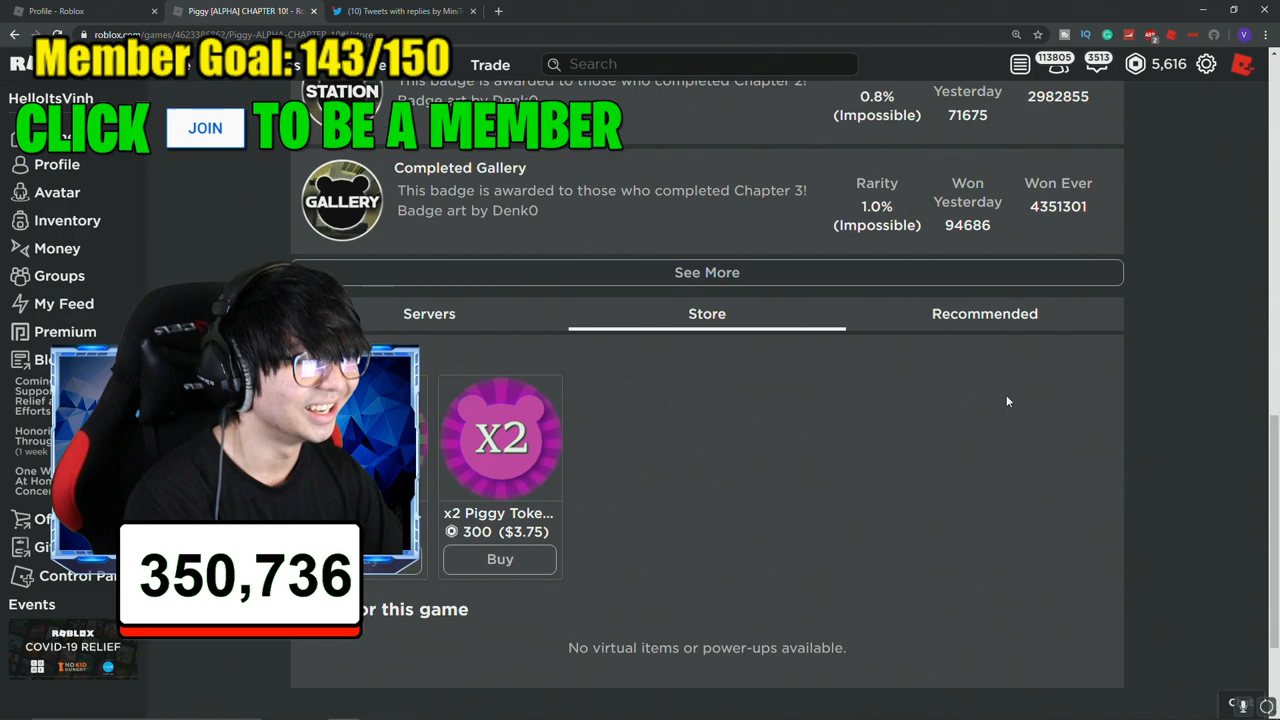 Profile - Roblox
Piggy [ALPHA] CHAPTER 10! - Ro
(10) Tweets with replies by MiniT
roblox.com/games/4623386862/Piggy-ALPHA-CHAPTER
Member Goal: 143/150
Trade
Search
113805
3513
5,616
HelloItsVinh
CLICK JOIN TO BE A MEMBER
Profile
Avatar
Inventory
Money
Groups
My Feed
Premium
STATION
This badge is awarded to those who completed Chapter 2!
Badge art by Denk0
0.8%
(Impossible)
Yesterday
71675
2982855
GALLERY
Completed Gallery
This badge is awarded to those who completed Chapter 3!
Badge art by Denk0
Rarity
1.0%
(Impossible)
Won
Yesterday
94686
Won Ever
4351301
See More
Servers
Store
Recommended
X2
x2 Piggy Toke...
300 ($3.75)
Buy
350,736
or this game
No virtual items or power-ups available.
Events
ROBLOX
COVID-19 RELIEF
NO KID
HUNGRY